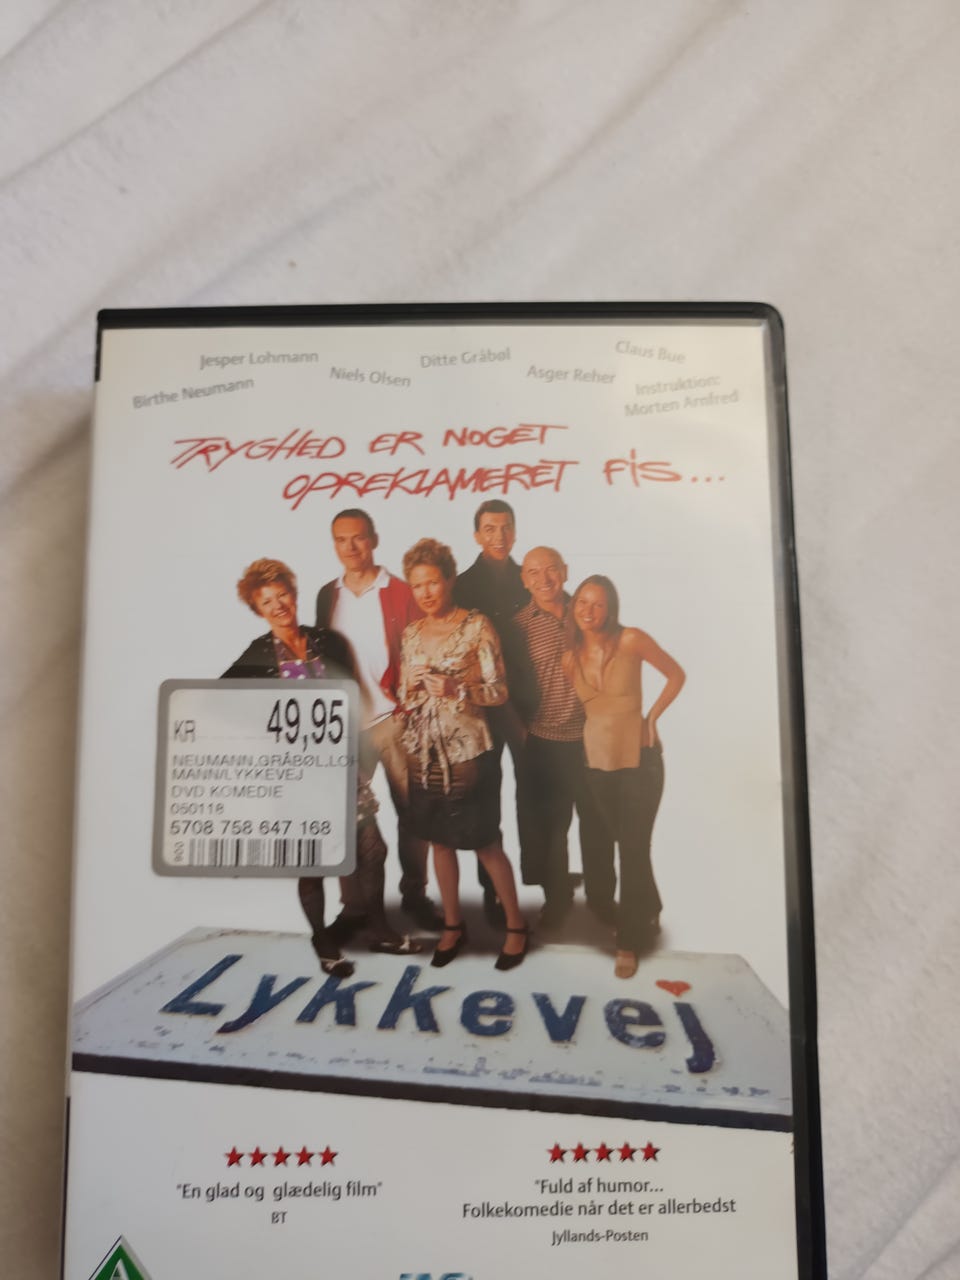 Jesper Lohmann
Ditte Gråbøl
Claus Bue
Birthe Neumann
Niels Olsen
Asger Reher
Instruktion:
Morten Arnfred
TRYGHED ER NOGET
OPREKLAMERET FIS...
KR 49,95
NEUMANN,GRÅBØL,LOH
MANN/LYKKEVEJ
DVD KOMEDIE
050118
5708 758 647 168
Lykkevej
"En glad og glædelig film"
BT
"Fuld af humor...
Folkekomedie når det er allerbedst
Jyllands-Posten
A